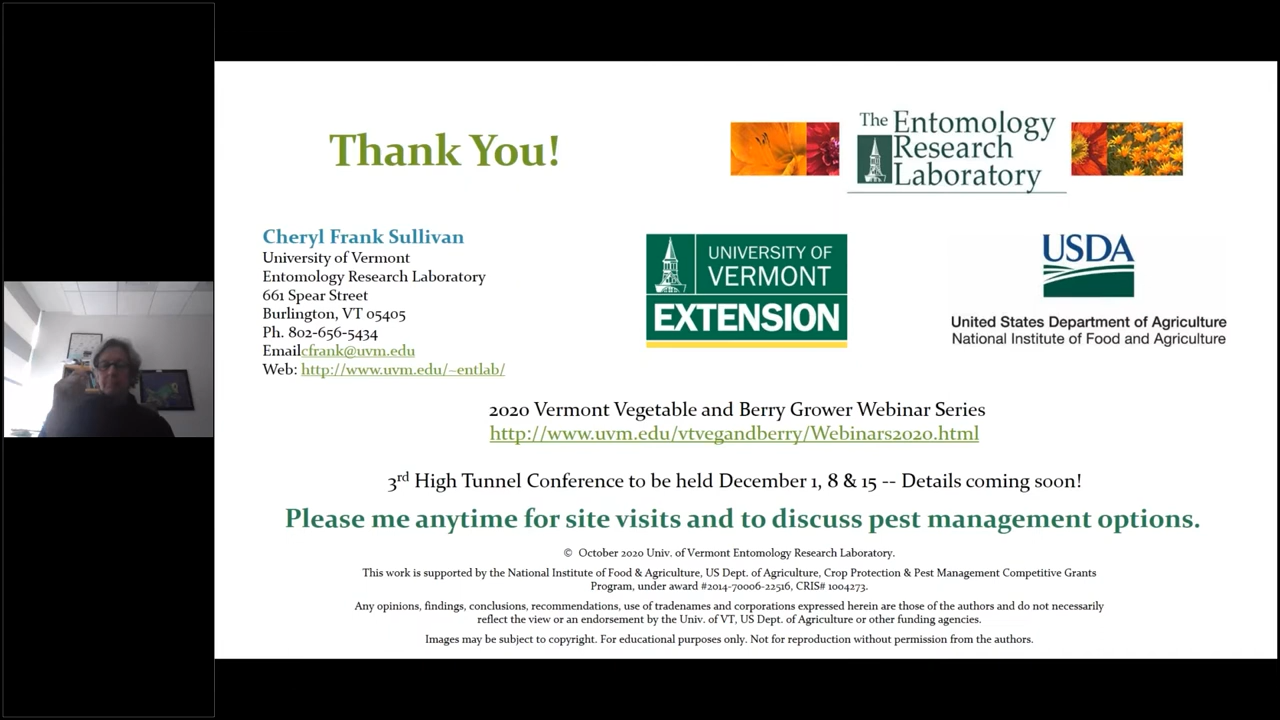 Thank You!
The Entomology
Research
Laboratory
Cheryl Frank Sullivan
University of Vermont
Entomology Research Laboratory
661 Spear Street
Burlington, VT 05405
Ph. 802-656-5434
Emailcfrank@uvm.edu
Web: http://www.uvm.edu/~entlab/
UNIVERSITY OF
VERMONT
EXTENSION
USDA
United States Department of Agriculture
National Institute of Food and Agriculture
2020 Vermont Vegetable and Berry Grower Webinar Series
http://www.uvm.edu/vtvegandberry/Webinars2020.html
3rd High Tunnel Conference to be held December 1, 8 & 15 -- Details coming soon!
Please me anytime for site visits and to discuss pest management options.
© October 2020 Univ. of Vermont Entomology Research Laboratory.
This work is supported by the National Institute of Food & Agriculture, US Dept. of Agriculture, Crop Protection & Pest Management Competitive Grants
Program, under award #2014-70006-22516, CRIS# 1004273.
Any opinions, findings, conclusions, recommendations, use of tradenames and corporations expressed herein are those of the authors and do not necessarily
reflect the view or an endorsement by the Univ. of VT, US Dept. of Agriculture or other funding agencies.
Images may be subject to copyright. For educational purposes only. Not for reproduction without permission from the authors.